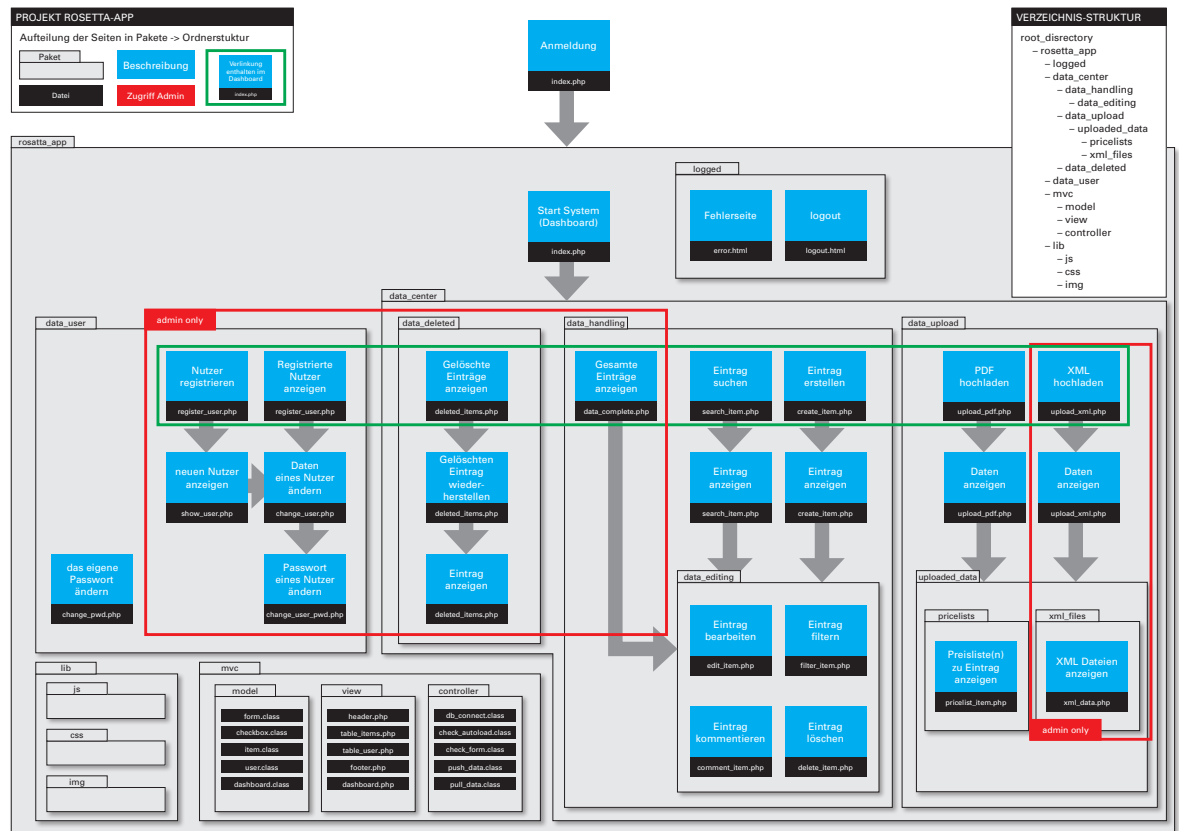 PROJEKT ROSETTA-APP
Aufteilung der Seiten in Pakete -> Ordnerstuktur
Paket
Beschreibung
Verlinkung
enthalten im
Dashboard
index.php
Datei
Zugriff Admin
Anmeldung
index.php
VERZEICHNIS-STRUKTUR
root_disrectory
– rosetta_app
– logged
– data_center
– data_handling
– data_editing
– data_upload
– uploaded_data
– pricelists
– xml_files
– data_deleted
– data_user
– mvc
– model
– view
– controller
– lib
– js
– css
– img
rosatta_app
Start System
(Dashboard)
index.php
logged
Fehlerseite
error.html
logout
logout.html
data_center
data_user
admin only
Nutzer
registrieren
register_user.php
Registrierte
Nutzer
anzeigen
register_user.php
neuen Nutzer
anzeigen
show_user.php
Daten
eines Nutzer
ändern
change_user.php
das eigene
Passwort
ändern
change_pwd.php
Passwort
eines Nutzer
ändern
change_user_pwd.php
data_deleted
Gelöschte
Einträge
anzeigen
deleted_items.php
Gelöschten
Eintrag
wieder-
herstellen
deleted_items.php
Eintrag
anzeigen
deleted_items.php
data_handling
Gesamte
Einträge
anzeigen
data_complete.php
Eintrag
suchen
search_item.php
Eintrag
erstellen
create_item.php
Eintrag
anzeigen
search_item.php
Eintrag
anzeigen
create_item.php
data_editing
Eintrag
bearbeiten
edit_item.php
Eintrag
filtern
filter_item.php
Eintrag
kommentieren
comment_item.php
Eintrag
löschen
delete_item.php
data_upload
PDF
hochladen
upload_pdf.php
XML
hochladen
upload_xml.php
Daten
anzeigen
upload_pdf.php
Daten
anzeigen
upload_xml.php
uploaded_data
pricelists
Preisliste(n)
zu Eintrag
anzeigen
pricelist_item.php
xml_files
XML Dateien
anzeigen
xml_data.php
admin only
lib
js
css
img
mvc
model
form.class
checkbox.class
item.class
user.class
dashboard.class
view
header.php
table_items.php
table_user.php
footer.php
dashboard.php
controller
db_connect.class
check_autoload.class
check_form.class
push_data.class
pull_data.class